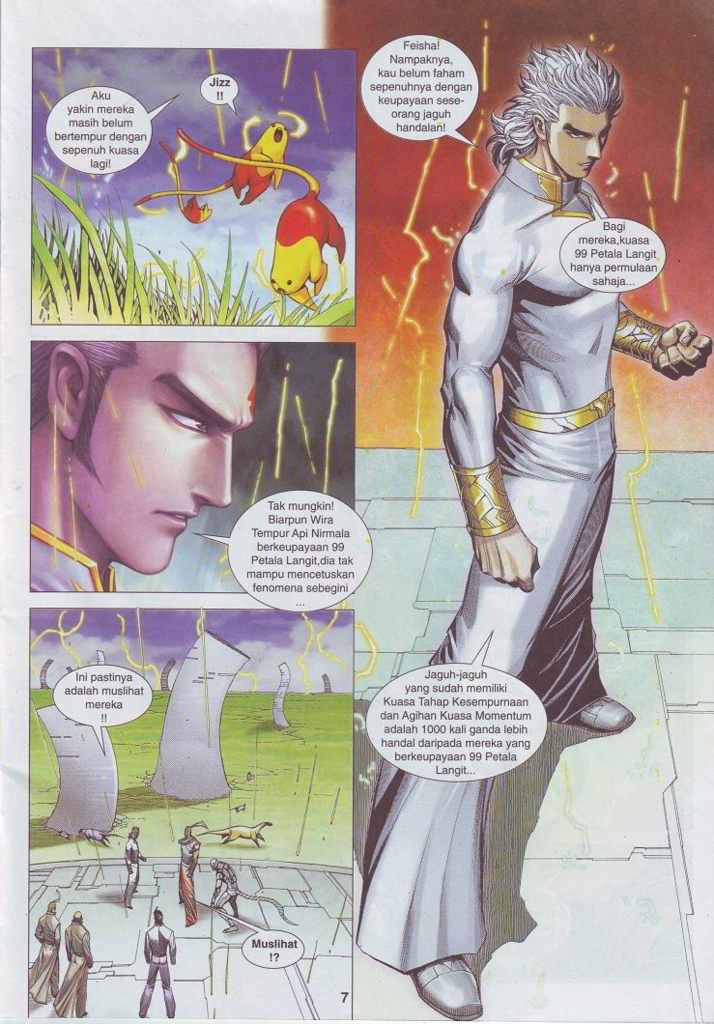 Aku
yakin mereka
masih belum
bertempur dengan
sepenuh kuasa
lagi!
Jizz
!!
Feisha!
Nampaknya,
kau belum faham
sepenuhnya dengan
keupayaan sese-
orang jaguh
handalan!
Bagi
mereka,kuasa
99 Petala Langit
hanya permulaan
sahaja...
Tak mungkin!
Biarpun Wira
Tempur Api Nirmala
berkeupayaan 99
Petala Langit,dia tak
mampu mencetuskan
fenomena sebegini
...
Jaguh-jaguh
yang sudah memiliki
Kuasa Tahap Kesempurnaan
dan Agihan Kuasa Momentum
adalah 1000 kali ganda lebih
handal daripada mereka yang
berkeupayaan 99 Petala
Langit...
Ini pastinya
adalah muslihat
mereka
!!
Muslihat
!?
7